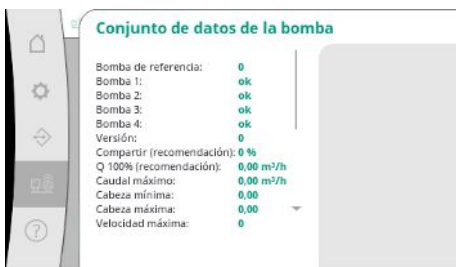 Conjunto de datos de la bomba
Bomba de referencia: 0
Bomba 1: ok
Bomba 2: ok
Bomba 3: ok
Bomba 4: ok
Versión: 0
Compartir (recomendación): 0 %
Q 100% (recomendación): 0,00 m³/h
Caudal máximo: 0,00 m³/h
Cabeza mínima: 0,00
Cabeza máxima: 0,00
Velocidad máxima: 0